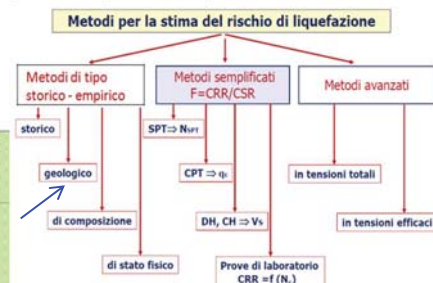 Metodi per la stima del rischio di liquefazione
Metodi di tipo
storico - empirico
Metodi semplificati
F=CRR/CSR
Metodi avanzati
storico
SPT⇒ NSPT
geologico
CPT ⇒ qc
in tensioni totali
di composizione
DH, CH ⇒ VS
in tensioni efficaci
di stato fisico
Prove di laboratorio
CRR =f (Nc)